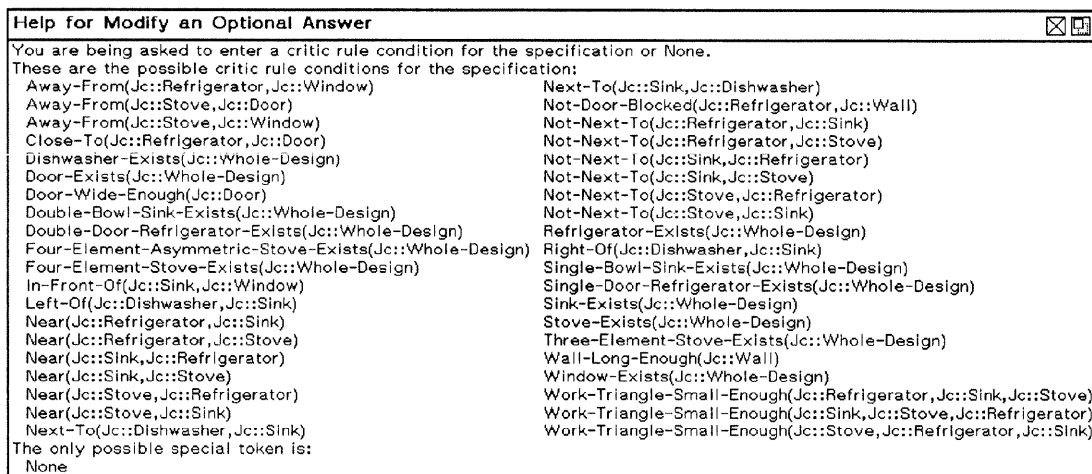 Help for Modify an Optional Answer
You are being asked to enter a critic rule condition for the specification or None.
These are the possible critic rule conditions for the specification:
Away-From(Jc::Refrigerator,Jc::Window)
Away-From(Jc::Stove,Jc::Door)
Away-From(Jc::Stove,Jc::Window)
Close-To(Jc::Refrigerator,Jc::Door)
Dishwasher-Exists(Jc::Whole-Design)
Door-Exists(Jc::Whole-Design)
Door-Wide-Enough(Jc::Door)
Double-Bowl-Sink-Exists(Jc::Whole-Design)
Double-Door-Refrigerator-Exists(Jc::Whole-Design)
Four-Element-Asymmetric-Stove-Exists(Jc::Whole-Design)
Four-Element-Stove-Exists(Jc::Whole-Design)
In-Front-Of(Jc::Sink,Jc::Window)
Left-Of(Jc::Dishwasher,Jc::Sink)
Near(Jc::Refrigerator,Jc::Sink)
Near(Jc::Refrigerator,Jc::Stove)
Near(Jc::Sink,Jc::Refrigerator)
Near(Jc::Sink,Jc::Stove)
Near(Jc::Stove,Jc::Refrigerator)
Near(Jc::Stove,Jc::Sink)
Next-To(Jc::Dishwasher,Jc::Sink)
Next-To(Jc::Sink,Jc::Dishwasher)
Not-Door-Blocked(Jc::Refrigerator,Jc::Wall)
Not-Next-To(Jc::Refrigerator,Jc::Sink)
Not-Next-To(Jc::Refrigerator,Jc::Stove)
Not-Next-To(Jc::Sink,Jc::Refrigerator)
Not-Next-To(Jc::Sink,Jc::Stove)
Not-Next-To(Jc::Stove,Jc::Refrigerator)
Not-Next-To(Jc::Stove,Jc::Sink)
Refrigerator-Exists(Jc::Whole-Design)
Right-Of(Jc::Dishwasher,Jc::Sink)
Single-Bowl-Sink-Exists(Jc::Whole-Design)
Single-Door-Refrigerator-Exists(Jc::Whole-Design)
Sink-Exists(Jc::Whole-Design)
Stove-Exists(Jc::Whole-Design)
Three-Element-Stove-Exists(Jc::Whole-Design)
Wall-Long-Enough(Jc::Wall)
Window-Exists(Jc::Whole-Design)
Work-Triangle-Small-Enough(Jc::Refrigerator,Jc::Sink,Jc::Stove)
Work-Triangle-Small-Enough(Jc::Sink,Jc::Stove,Jc::Refrigerator)
Work-Triangle-Small-Enough(Jc::Stove,Jc::Refrigerator,Jc::Sink)
The only possible special token is:
None